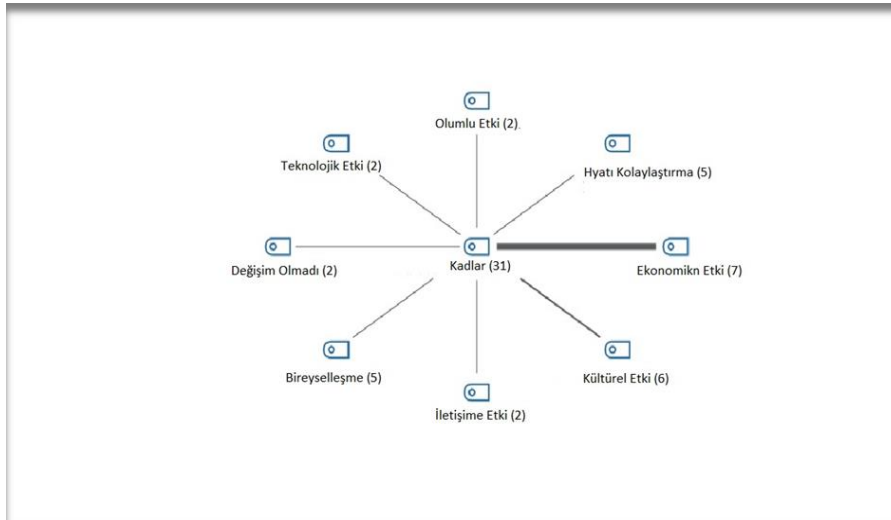 Olumlu Etki (2)
Teknolojik Etki (2)
Hyatı Kolaylaştırma (5)
Değişim Olmadı (2)
Kadlar (31)
Ekonomikn Etki (7)
Bireyselleşme (5)
Kültürel Etki (6)
İletişime Etki (2)